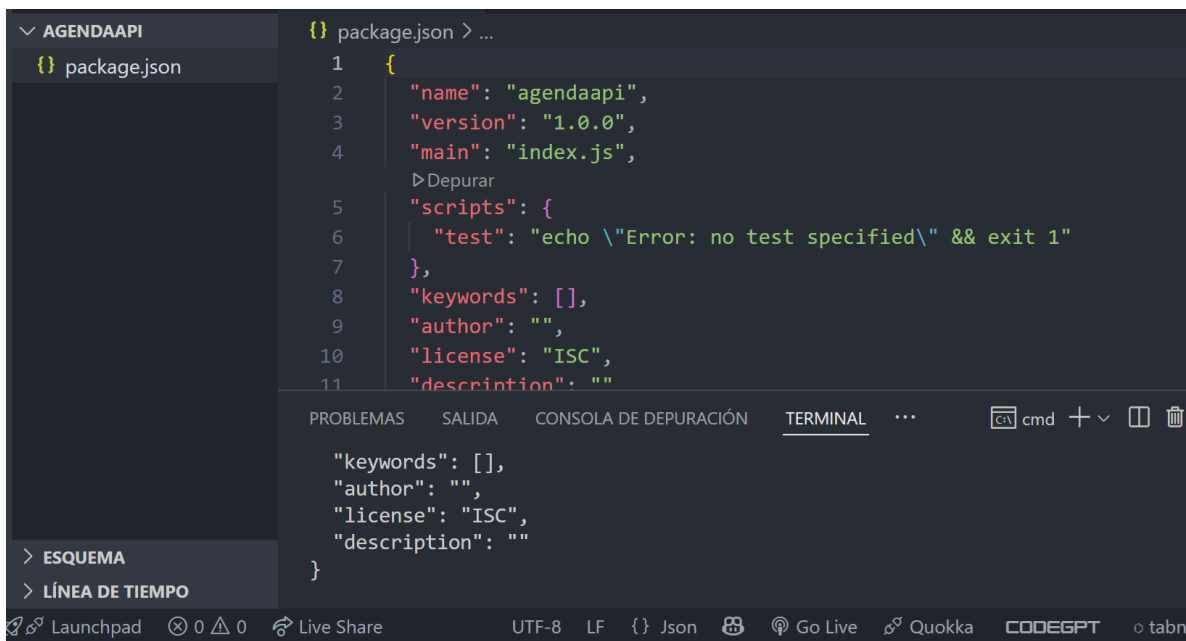 AGENDAAPI
{} package.json
{} package.json > ...
1 {
2 "name": "agendaapi",
3 "version": "1.0.0",
4 "main": "index.js",
Depurar
5 "scripts": {
6 "test": "echo \"Error: no test specified\" && exit 1"
7 },
8 "keywords": [],
9 "author": "",
10 "license": "ISC",
11 "description": ""
PROBLEMAS SALIDA CONSOLA DE DEPURACIÓN TERMINAL ... cmd
"keywords": [],
"author": "",
"license": "ISC",
"description": ""
}
> ESQUEMA
> LÍNEA DE TIEMPO
Launchpad 0 0 Live Share UTF-8 LF {} Json Go Live Quokka CODEGPT tabn